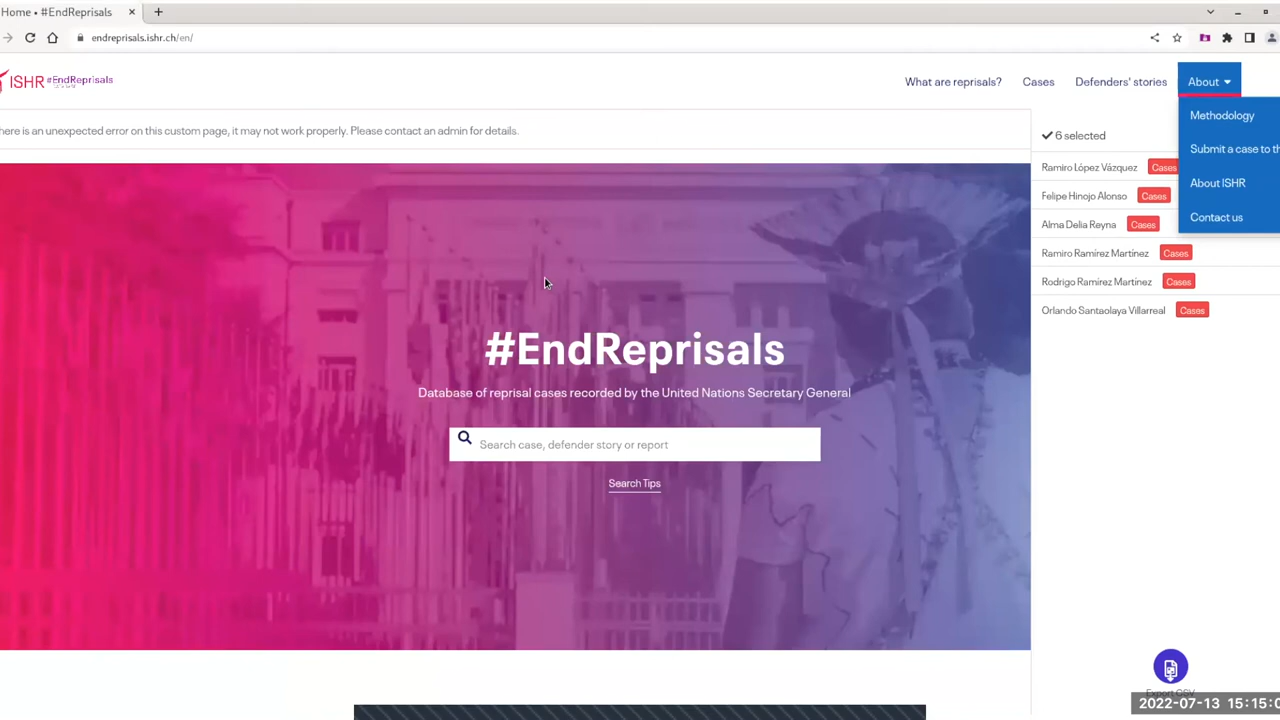 Home • #EndReprisals
endreprisals.ishr.ch/en/
ISHR #EndReprisals
What are reprisals?
Cases
Defenders' stories
About
Methodology
Submit a case to th
About ISHR
Contact us
here is an unexpected error on this custom page, it may not work properly. Please contact an admin for details.
6 selected
Ramiro López Vázquez Cases
Felipe Hinojo Alonso Cases
Alma Delia Reyna Cases
Ramiro Ramírez Martínez Cases
Rodrigo Ramírez Martínez Cases
Orlando Santaolaya Villarreal Cases
#EndReprisals
Database of reprisal cases recorded by the United Nations Secretary General
Search case, defender story or report
Search Tips
Export CSV
2022-07-13 15:15:0